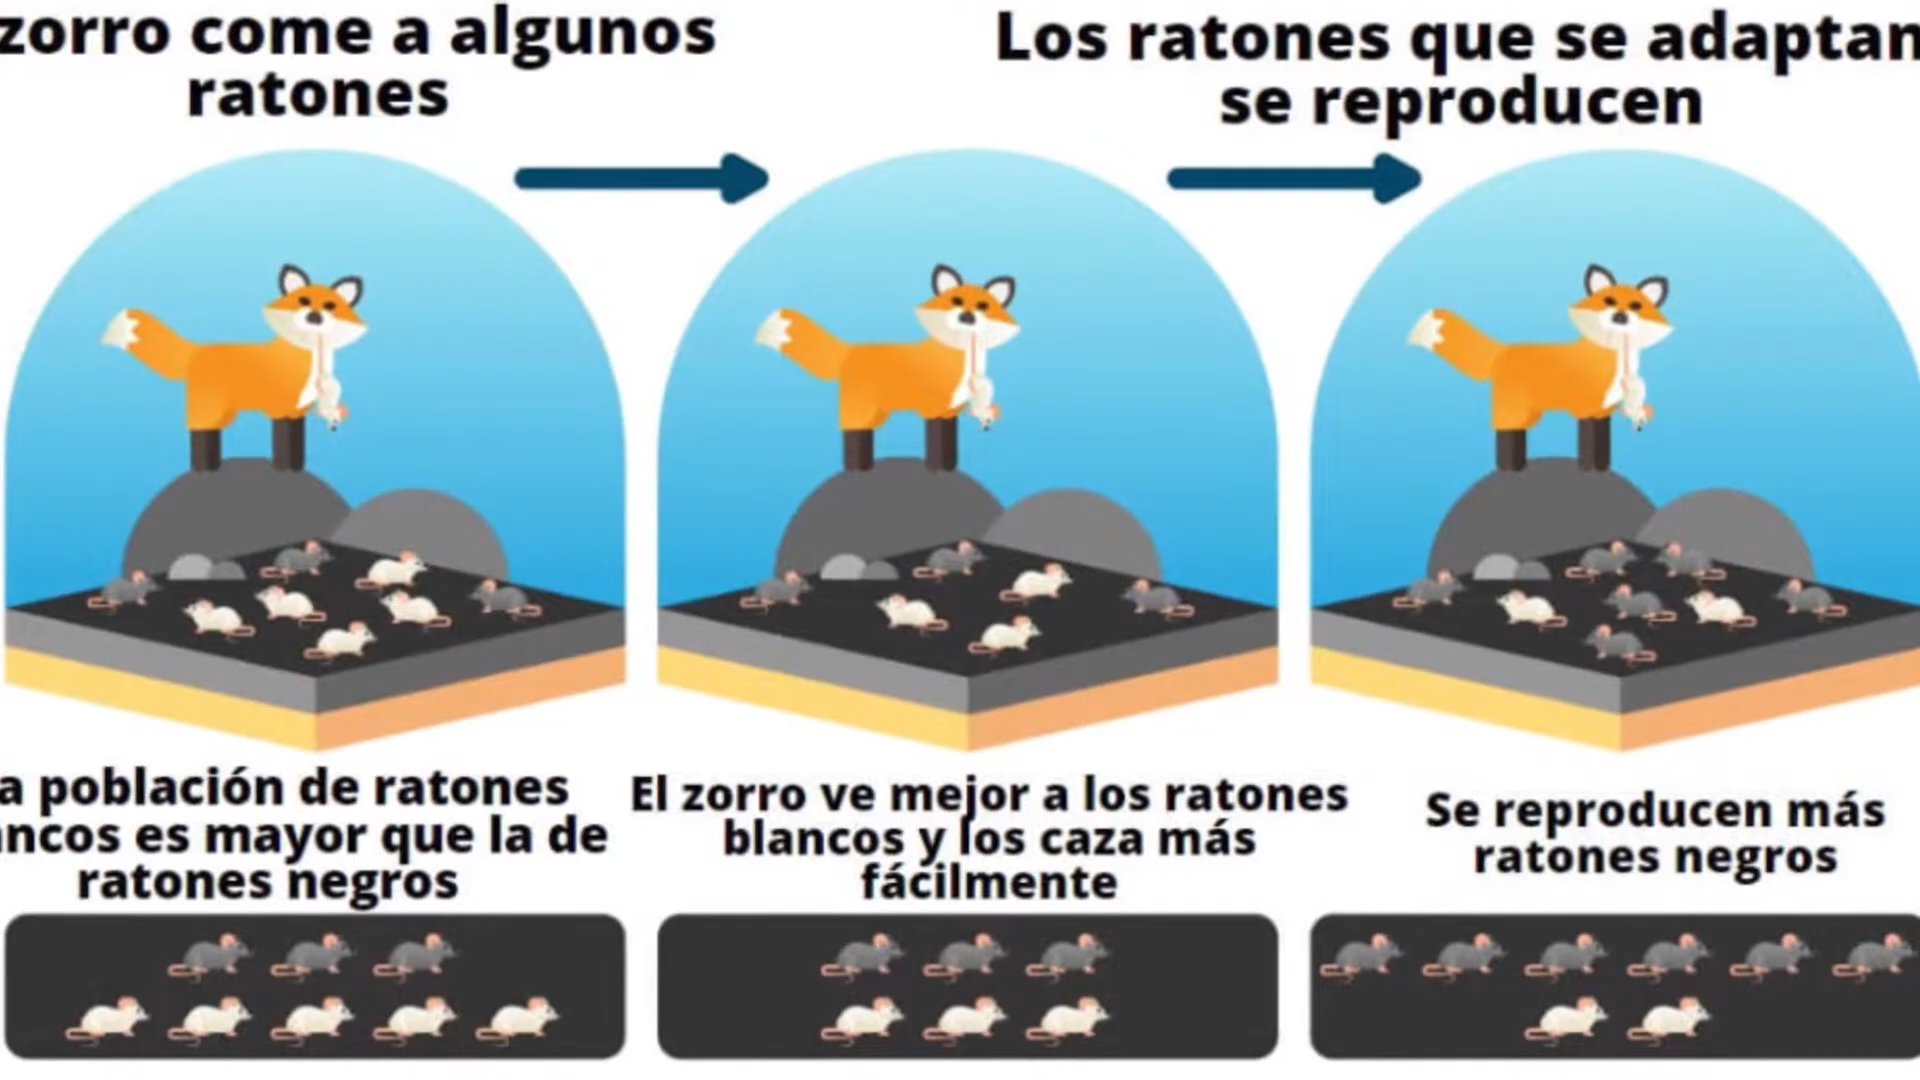 zorro come a algunos
ratones
Los ratones que se adaptan
se reproducen
a población de ratones
ncos es mayor que la de
ratones negros
El zorro ve mejor a los ratones
blancos y los caza más
fácilmente
Se reproducen más
ratones negros